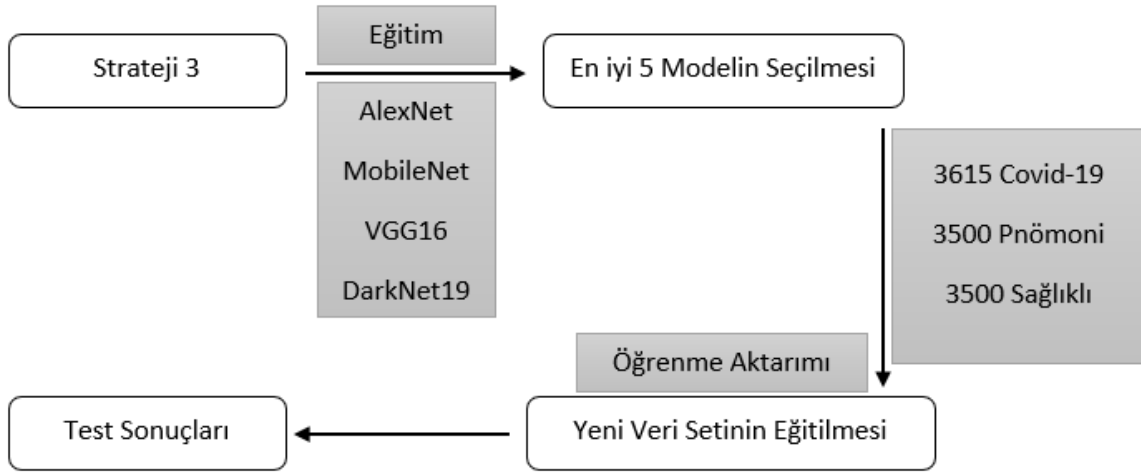 Strateji 3
Eğitim
AlexNet
MobileNet
VGG16
DarkNet19
En iyi 5 Modelin Seçilmesi
3615 Covid-19
3500 Pnömoni
3500 Sağlıklı
Öğrenme Aktarımı
Yeni Veri Setinin Eğitilmesi
Test Sonuçları